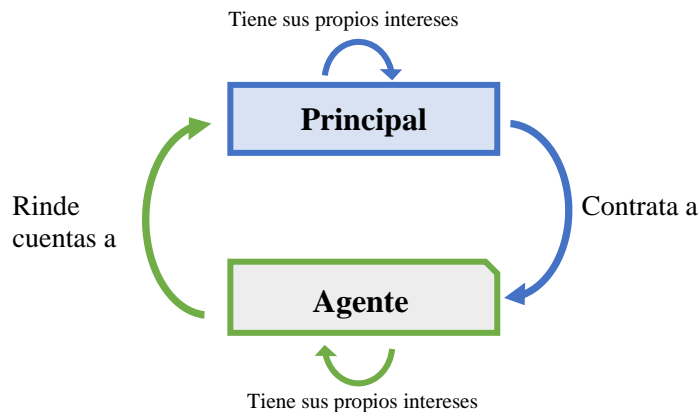 Tiene sus propios intereses
Principal
Rinde
cuentas a
Contrata a
Agente
Tiene sus propios intereses